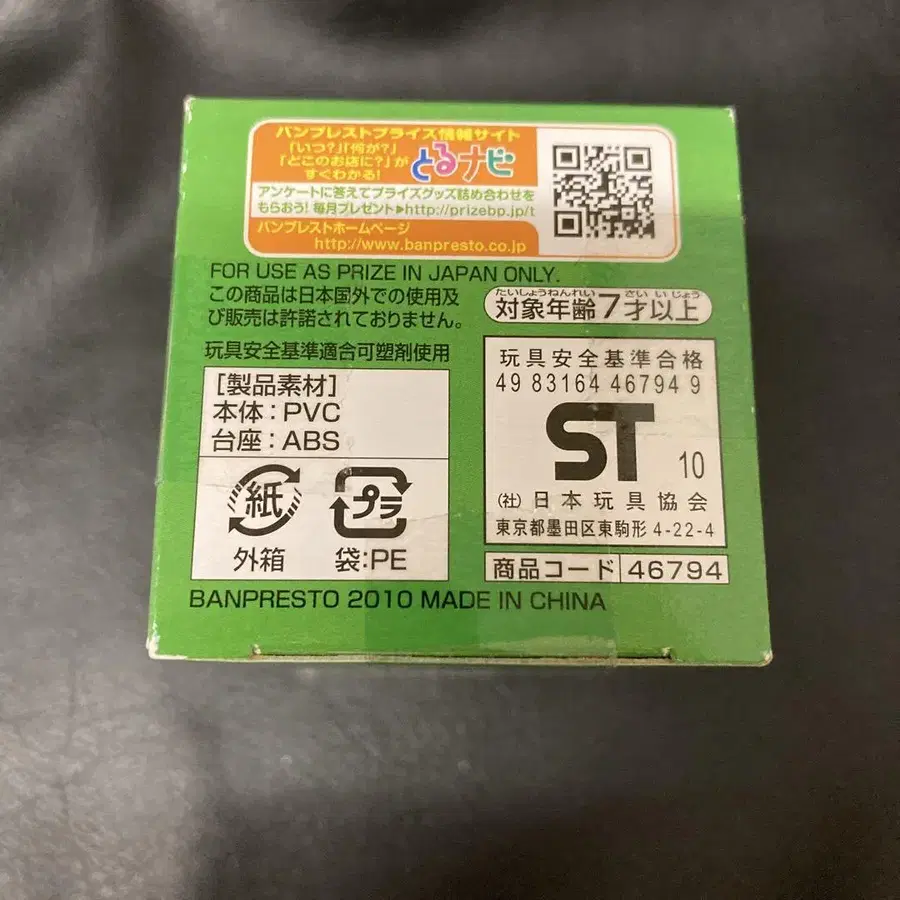 バンプレストプライズ情報サイト
「いつ?」「何が?」
「どこのお店に?」が
すぐわかる!
とるナビ
アンケートに答えてプライズグッズ詰め合わせを
もらおう! 毎月プレゼント▶http://prizebp.jp/t
バンプレストホームページ
http://www.banpresto.co.jp
FOR USE AS PRIZE IN JAPAN ONLY.
この商品は日本国外での使用及
び販売は許諾されておりません。
たいしょうねんれい さい いじょう
対象年齢7才以上
玩具安全基準適合可塑剤使用
[製品素材]
本体:PVC
台座:ABS
紙
外箱
プラ
袋:PE
玩具安全基準合格
49 83164 46794 9
ST
10
(社)日本玩具協会
東京都墨田区東駒形 4-22-4
商品コード 46794
BANPRESTO 2010 MADE IN CHINA